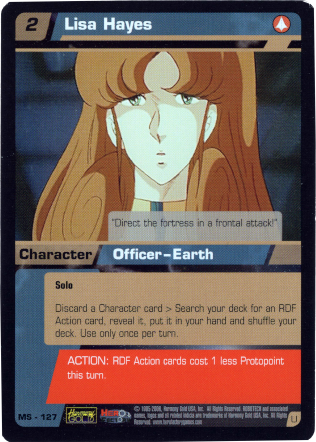 2 Lisa Hayes
"Direct the fortress in a frontal attack!"
Character Officer-Earth
Solo
Discard a Character card > Search your deck for an RDF
Action card, reveal it, put it in your hand and shuffle your
deck. Use only once per turn.
ACTION: RDF Action cards cost 1 less Protopoint
this turn.
MS - 127
Harmony
GOLD
U